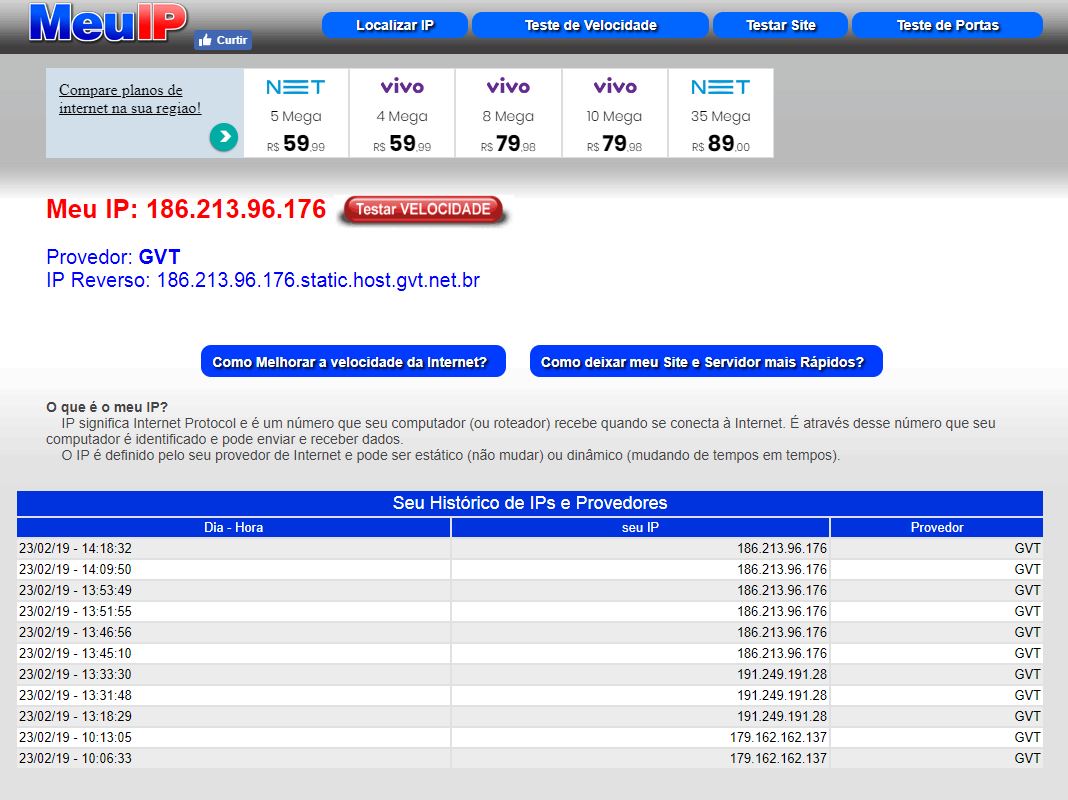 MeuIP
Curtir
Localizar IP
Teste de Velocidade
Testar Site
Teste de Portas
Compare planos de
internet na sua regiao!
NET
5 Mega
R$ 59,99
vivo
4 Mega
R$ 59,99
vivo
8 Mega
R$ 79,98
vivo
10 Mega
R$ 79,98
NET
35 Mega
R$ 89,00
Meu IP: 186.213.96.176
Testar VELOCIDADE
Provedor: GVT
IP Reverso: 186.213.96.176.static.host.gvt.net.br
Como Melhorar a velocidade da Internet?
Como deixar meu Site e Servidor mais Rápidos?
O que é o meu IP?
IP significa Internet Protocol e é um número que seu computador (ou roteador) recebe quando se conecta à Internet. É através desse número que seu
computador é identificado e pode enviar e receber dados.
O IP é definido pelo seu provedor de Internet e pode ser estático (não mudar) ou dinâmico (mudando de tempos em tempos).
Seu Histórico de IPs e Provedores
Dia - Hora seu IP Provedor
23/02/19 - 14:18:32 186.213.96.176 GVT
23/02/19 - 14:09:50 186.213.96.176 GVT
23/02/19 - 13:53:49 186.213.96.176 GVT
23/02/19 - 13:51:55 186.213.96.176 GVT
23/02/19 - 13:46:56 186.213.96.176 GVT
23/02/19 - 13:45:10 186.213.96.176 GVT
23/02/19 - 13:33:30 191.249.191.28 GVT
23/02/19 - 13:31:48 191.249.191.28 GVT
23/02/19 - 13:18:29 191.249.191.28 GVT
23/02/19 - 10:13:05 179.162.162.137 GVT
23/02/19 - 10:06:33 179.162.162.137 GVT